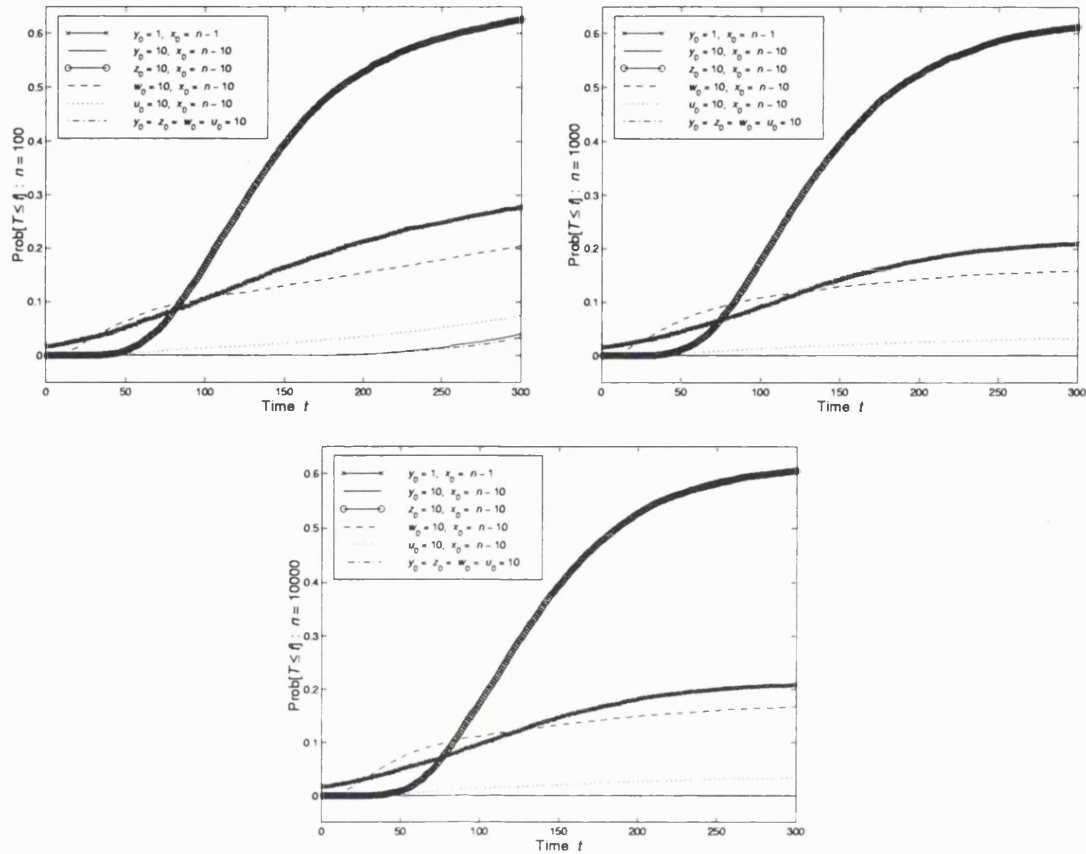 y₀ = 1, x₀ = n − 1
y₀ = 10, x₀ = n − 10
z₀ = 10, x₀ = n − 10
w₀ = 10, x₀ = n − 10
u₀ = 10, x₀ = n − 10
y₀ = z₀ = w₀ = u₀ = 10
Prob[T ≤ t] : n = 100
0.6
0.5
0.4
0.3
0.2
0.1
0
0 50 100 150 200 250 300
Time t
y₀ = 1, x₀ = n − 1
y₀ = 10, x₀ = n − 10
z₀ = 10, x₀ = n − 10
w₀ = 10, x₀ = n − 10
u₀ = 10, x₀ = n − 10
y₀ = z₀ = w₀ = u₀ = 10
Prob[T ≤ t] : n = 1000
0.6
0.5
0.4
0.3
0.2
0.1
0
0 50 100 150 200 250 300
Time t
y₀ = 1, x₀ = n − 1
y₀ = 10, x₀ = n − 10
z₀ = 10, x₀ = n − 10
w₀ = 10, x₀ = n − 10
u₀ = 10, x₀ = n − 10
y₀ = z₀ = w₀ = u₀ = 10
Prob[T ≤ t] : n = 10000
0.6
0.5
0.4
0.3
0.2
0.1
0
0 50 100 150 200 250 300
Time t